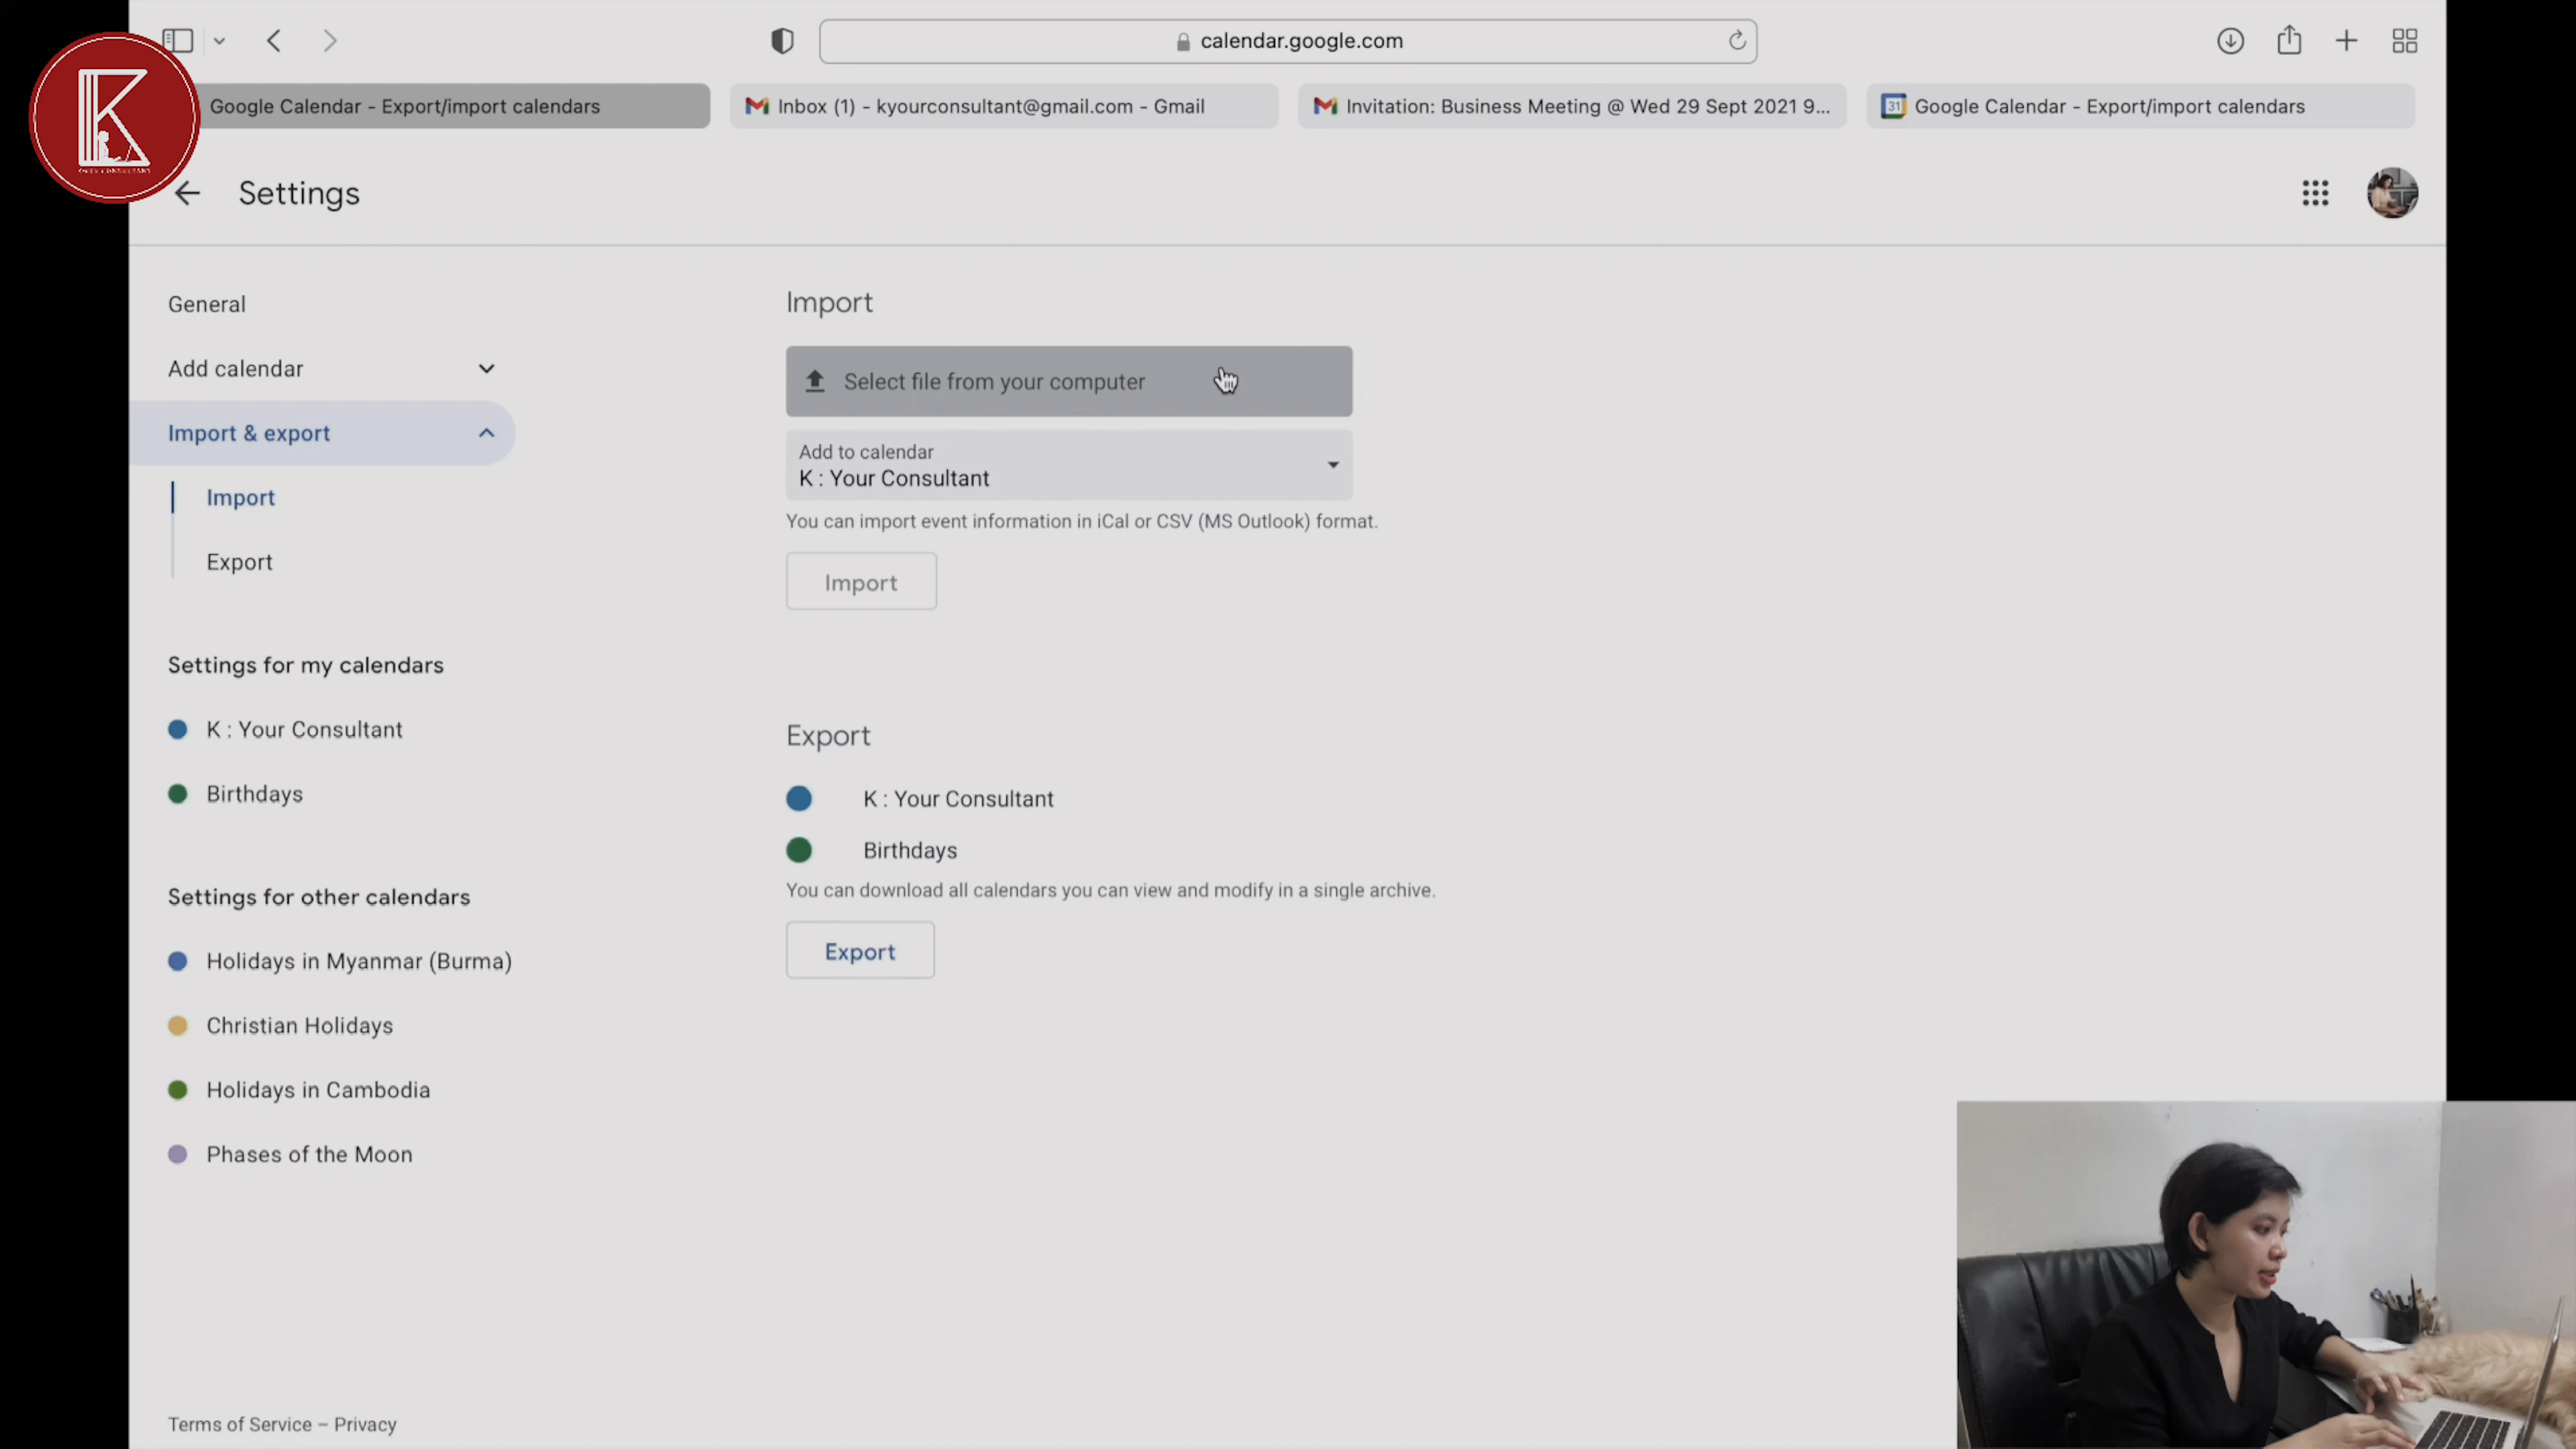 calendar.google.com
Google Calendar - Export/import calendars
Inbox (1) - kyourconsultant@gmail.com - Gmail
Invitation: Business Meeting @ Wed 29 Sept 2021 9...
31
Google Calendar - Export/import calendars
K
Settings
General
Add calendar
Import & export
Import
Export
Settings for my calendars
K : Your Consultant
Birthdays
Settings for other calendars
Holidays in Myanmar (Burma)
Christian Holidays
Holidays in Cambodia
Phases of the Moon
Terms of Service – Privacy
Import
Select file from your computer
Add to calendar
K : Your Consultant
You can import event information in iCal or CSV (MS Outlook) format.
Import
Export
K : Your Consultant
Birthdays
You can download all calendars you can view and modify in a single archive.
Export